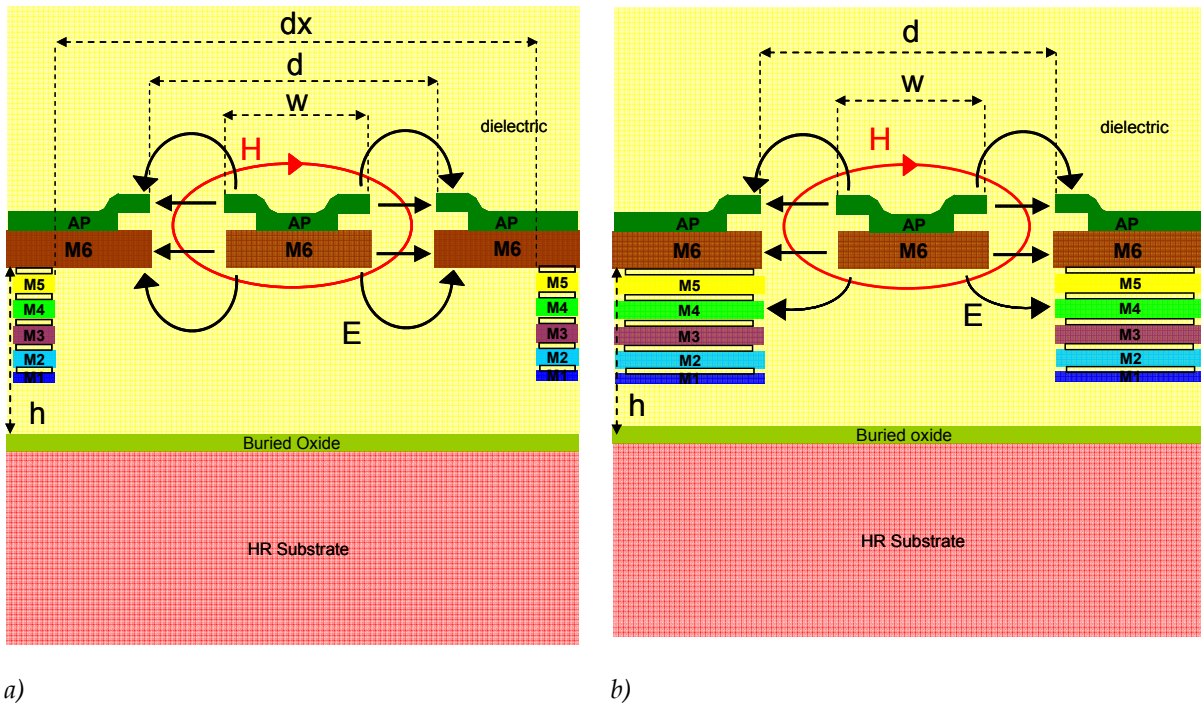 dx
d
w
dielectric
H
AP AP AP
M6 M6 M6
M5 M5
M4 M4
E
M3 M3
M2 M2
M1 M1
h
Buried Oxide
HR Substrate
a)
d
w
dielectric
H
AP AP AP
M6 M6 M6
M5 M5
M4 M4
E
M3 M3
M2 M2
M1 M1
h
Buried oxide
HR Substrate
b)